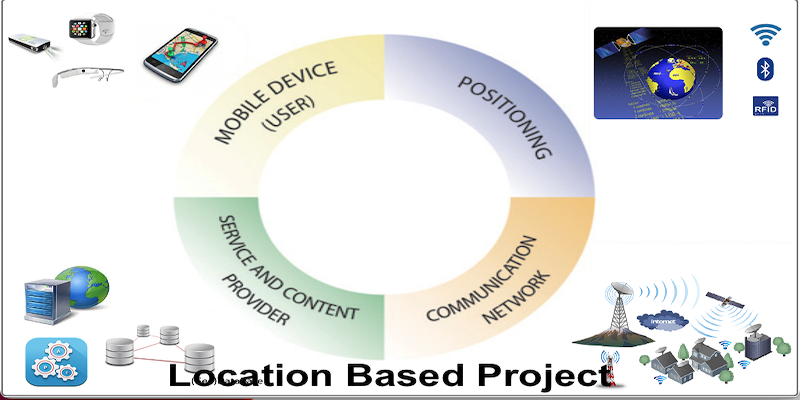 MOBILE DEVICE
(USER)
POSITIONING
RFID
SERVICE AND CONTENT
PROVIDER
COMMUNICATION
NETWORK
internet
Location Based Project